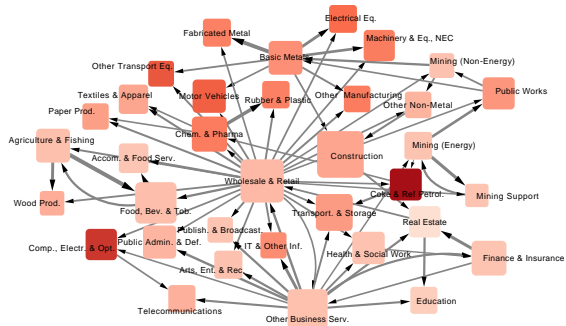 Electrical Eq.
Fabricated Metal
Machinery & Eq., NEC
Basic Metals
Mining (Non-Energy)
Other Transport Eq.
Public Works
Textiles & Apparel
Motor Vehicles
Rubber & Plastic
Other Manufacturing
Other Non-Metal
Paper Prod.
Chem. & Pharma
Agriculture & Fishing
Mining (Energy)
Accom. & Food Serv.
Construction
Wholesale & Retail
Coke & Ref Petrol.
Mining Support
Wood Prod.
Food, Bev. & Tob.
Transport. & Storage
Real Estate
Publish. & Broadcast.
Comp., Electr. & Opt.
Public Admin. & Def.
IT & Other Inf.
Health & Social Work
Finance & Insurance
Arts, Ent. & Rec.
Telecommunications
Other Business Serv.
Education